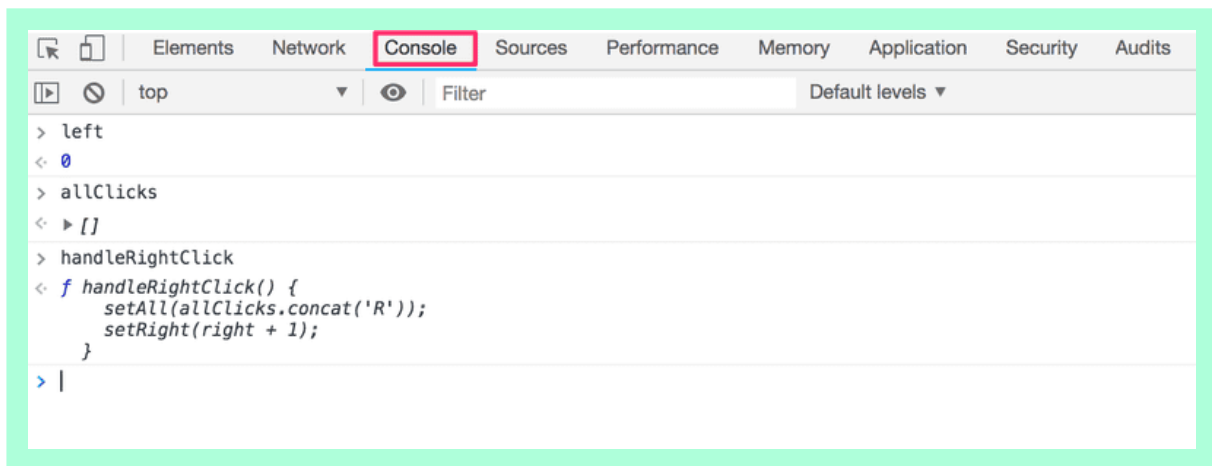 Elements Network Console Sources Performance Memory Application Security Audits
top ▼ Filter Default levels ▼
> left
<· 0
> allClicks
<· ▶ []
> handleRightClick
<· ƒ handleRightClick() {
setAll(allClicks.concat('R'));
setRight(right + 1);
}
>